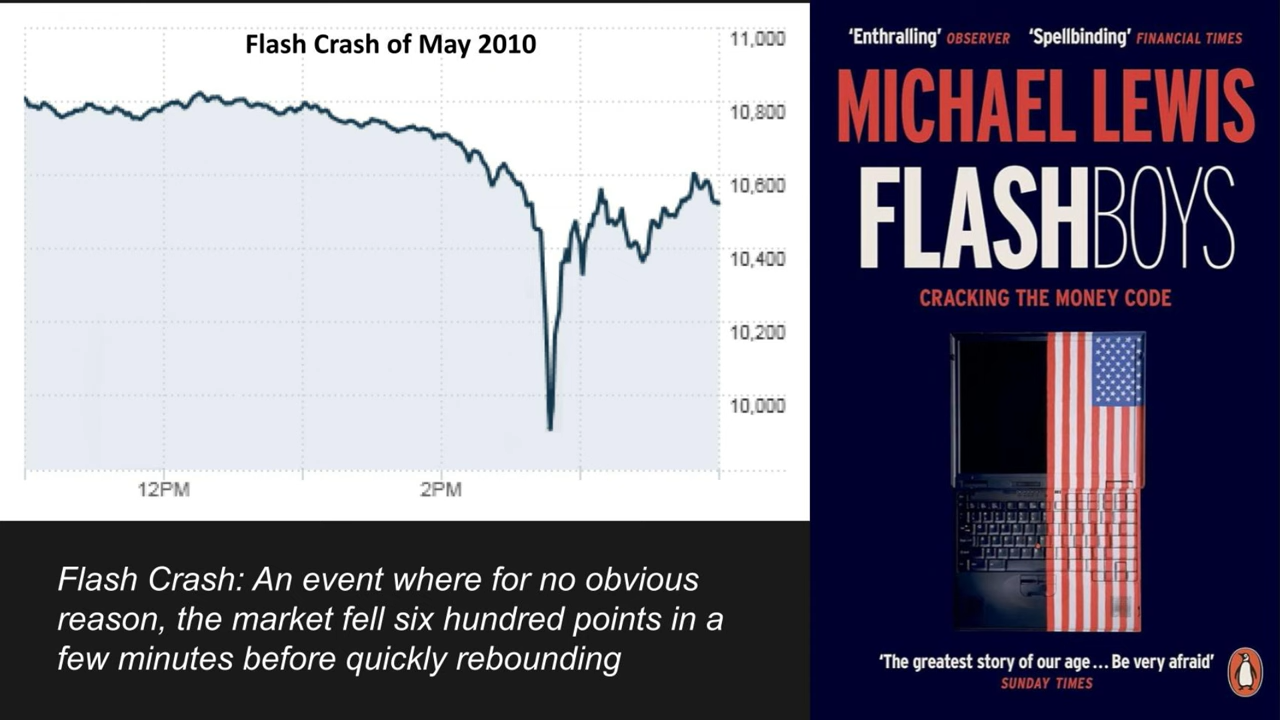 Flash Crash of May 2010
11,000
10,800
10,600
10,400
10,200
10,000
12PM
2PM
Flash Crash: An event where for no obvious
reason, the market fell six hundred points in a
few minutes before quickly rebounding
'Enthralling' OBSERVER 'Spellbinding' FINANCIAL TIMES
MICHAEL LEWIS
FLASHBOYS
CRACKING THE MONEY CODE
'The greatest story of our age... Be very afraid'
SUNDAY TIMES